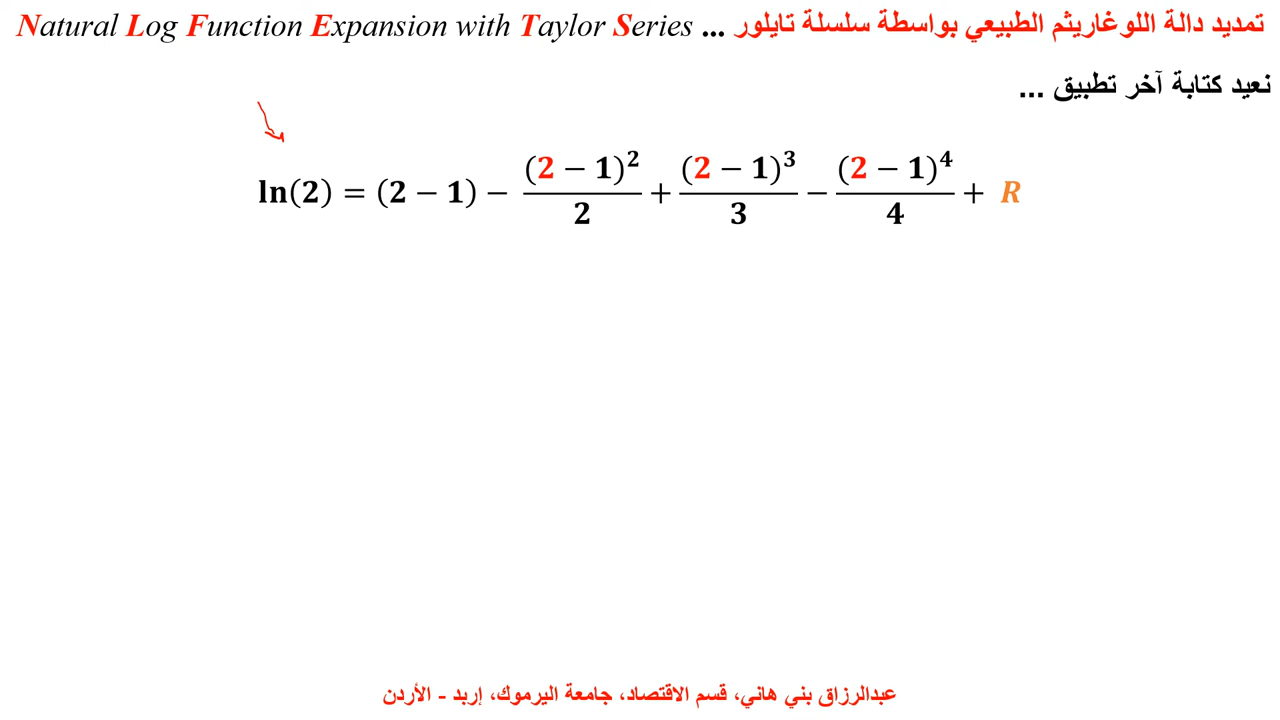 Natural Log Function Expansion with Taylor Series ... تمديد دالة اللوغاريثم الطبيعي بواسطة سلسلة تايلور
نعيد كتابة آخر تطبيق ...
ln(2) = (2 − 1) − (2 − 1)²/2 + (2 − 1)³/3 − (2 − 1)⁴/4 + R
عبدالرزاق بني هاني، قسم الاقتصاد، جامعة اليرموك، إربد - الأردن